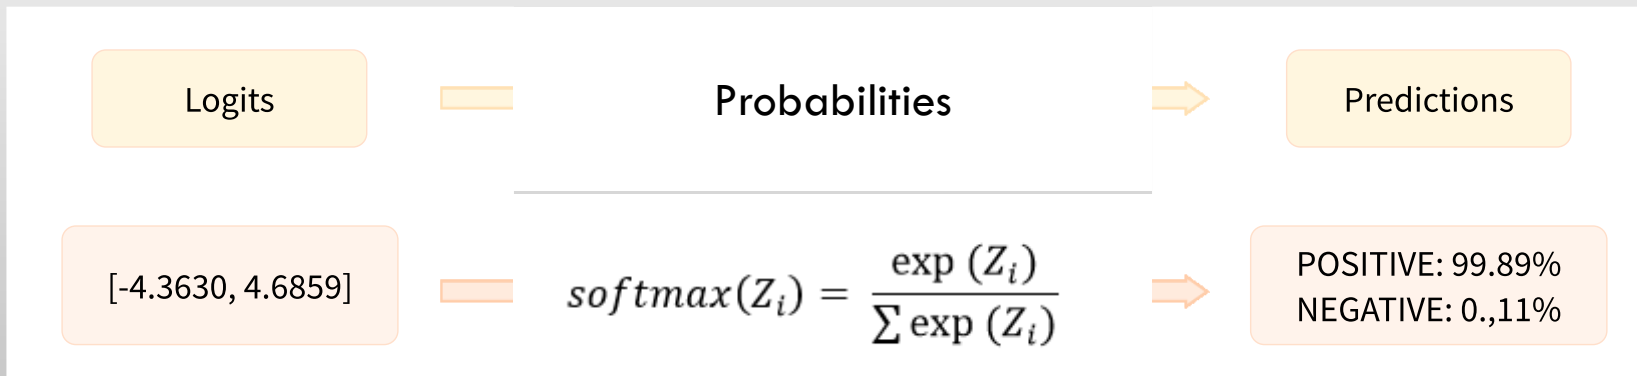 Logits
Probabilities
Predictions
[-4.3630, 4.6859]
softmax(Z_i) = exp (Z_i) / ∑ exp (Z_i)
POSITIVE: 99.89%
NEGATIVE: 0.,11%